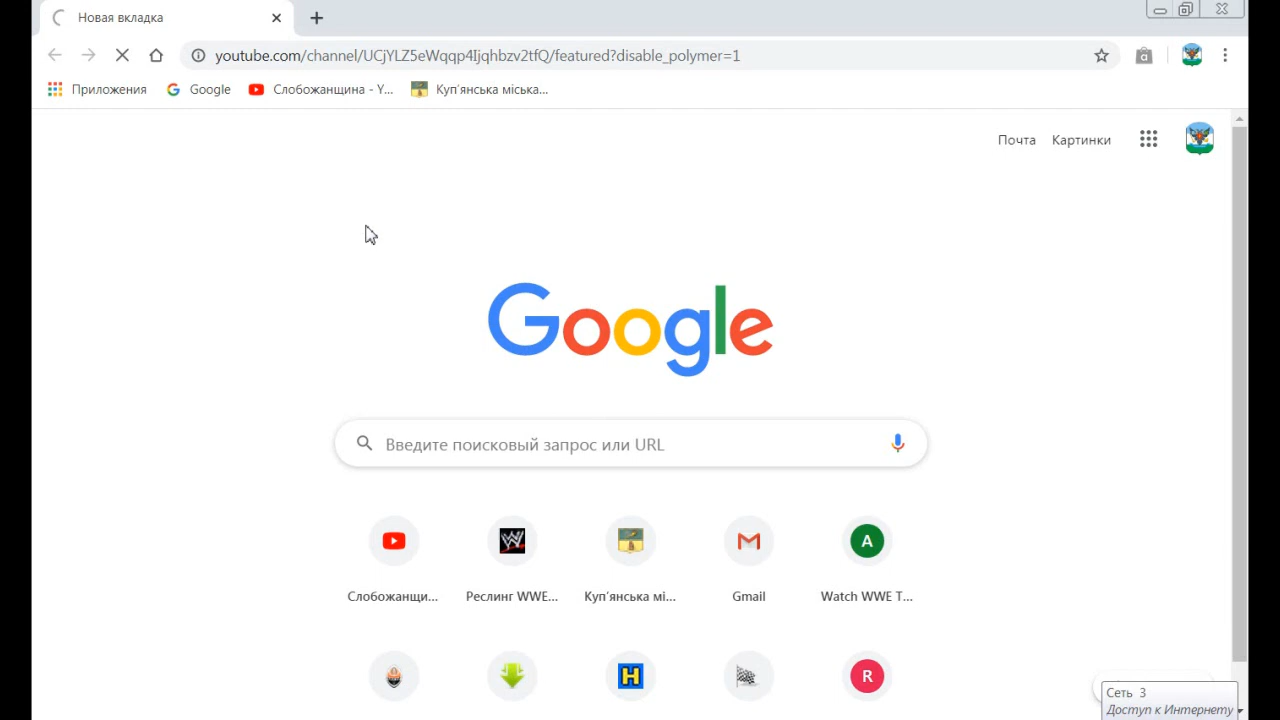 Новая вкладка
youtube.com/channel/UCjYLZ5eWqqp4Ijqhbzv2tfQ/featured?disable_polymer=1
Приложения
Google
Слобожанщина - Y...
Куп'янська міська...
Почта
Картинки
Google
Введите поисковый запрос или URL
Слобожанщи...
Реслинг WWE...
Куп'янська мі...
Gmail
A
Watch WWE T...
H
R
Сеть 3
Доступ к Интернету